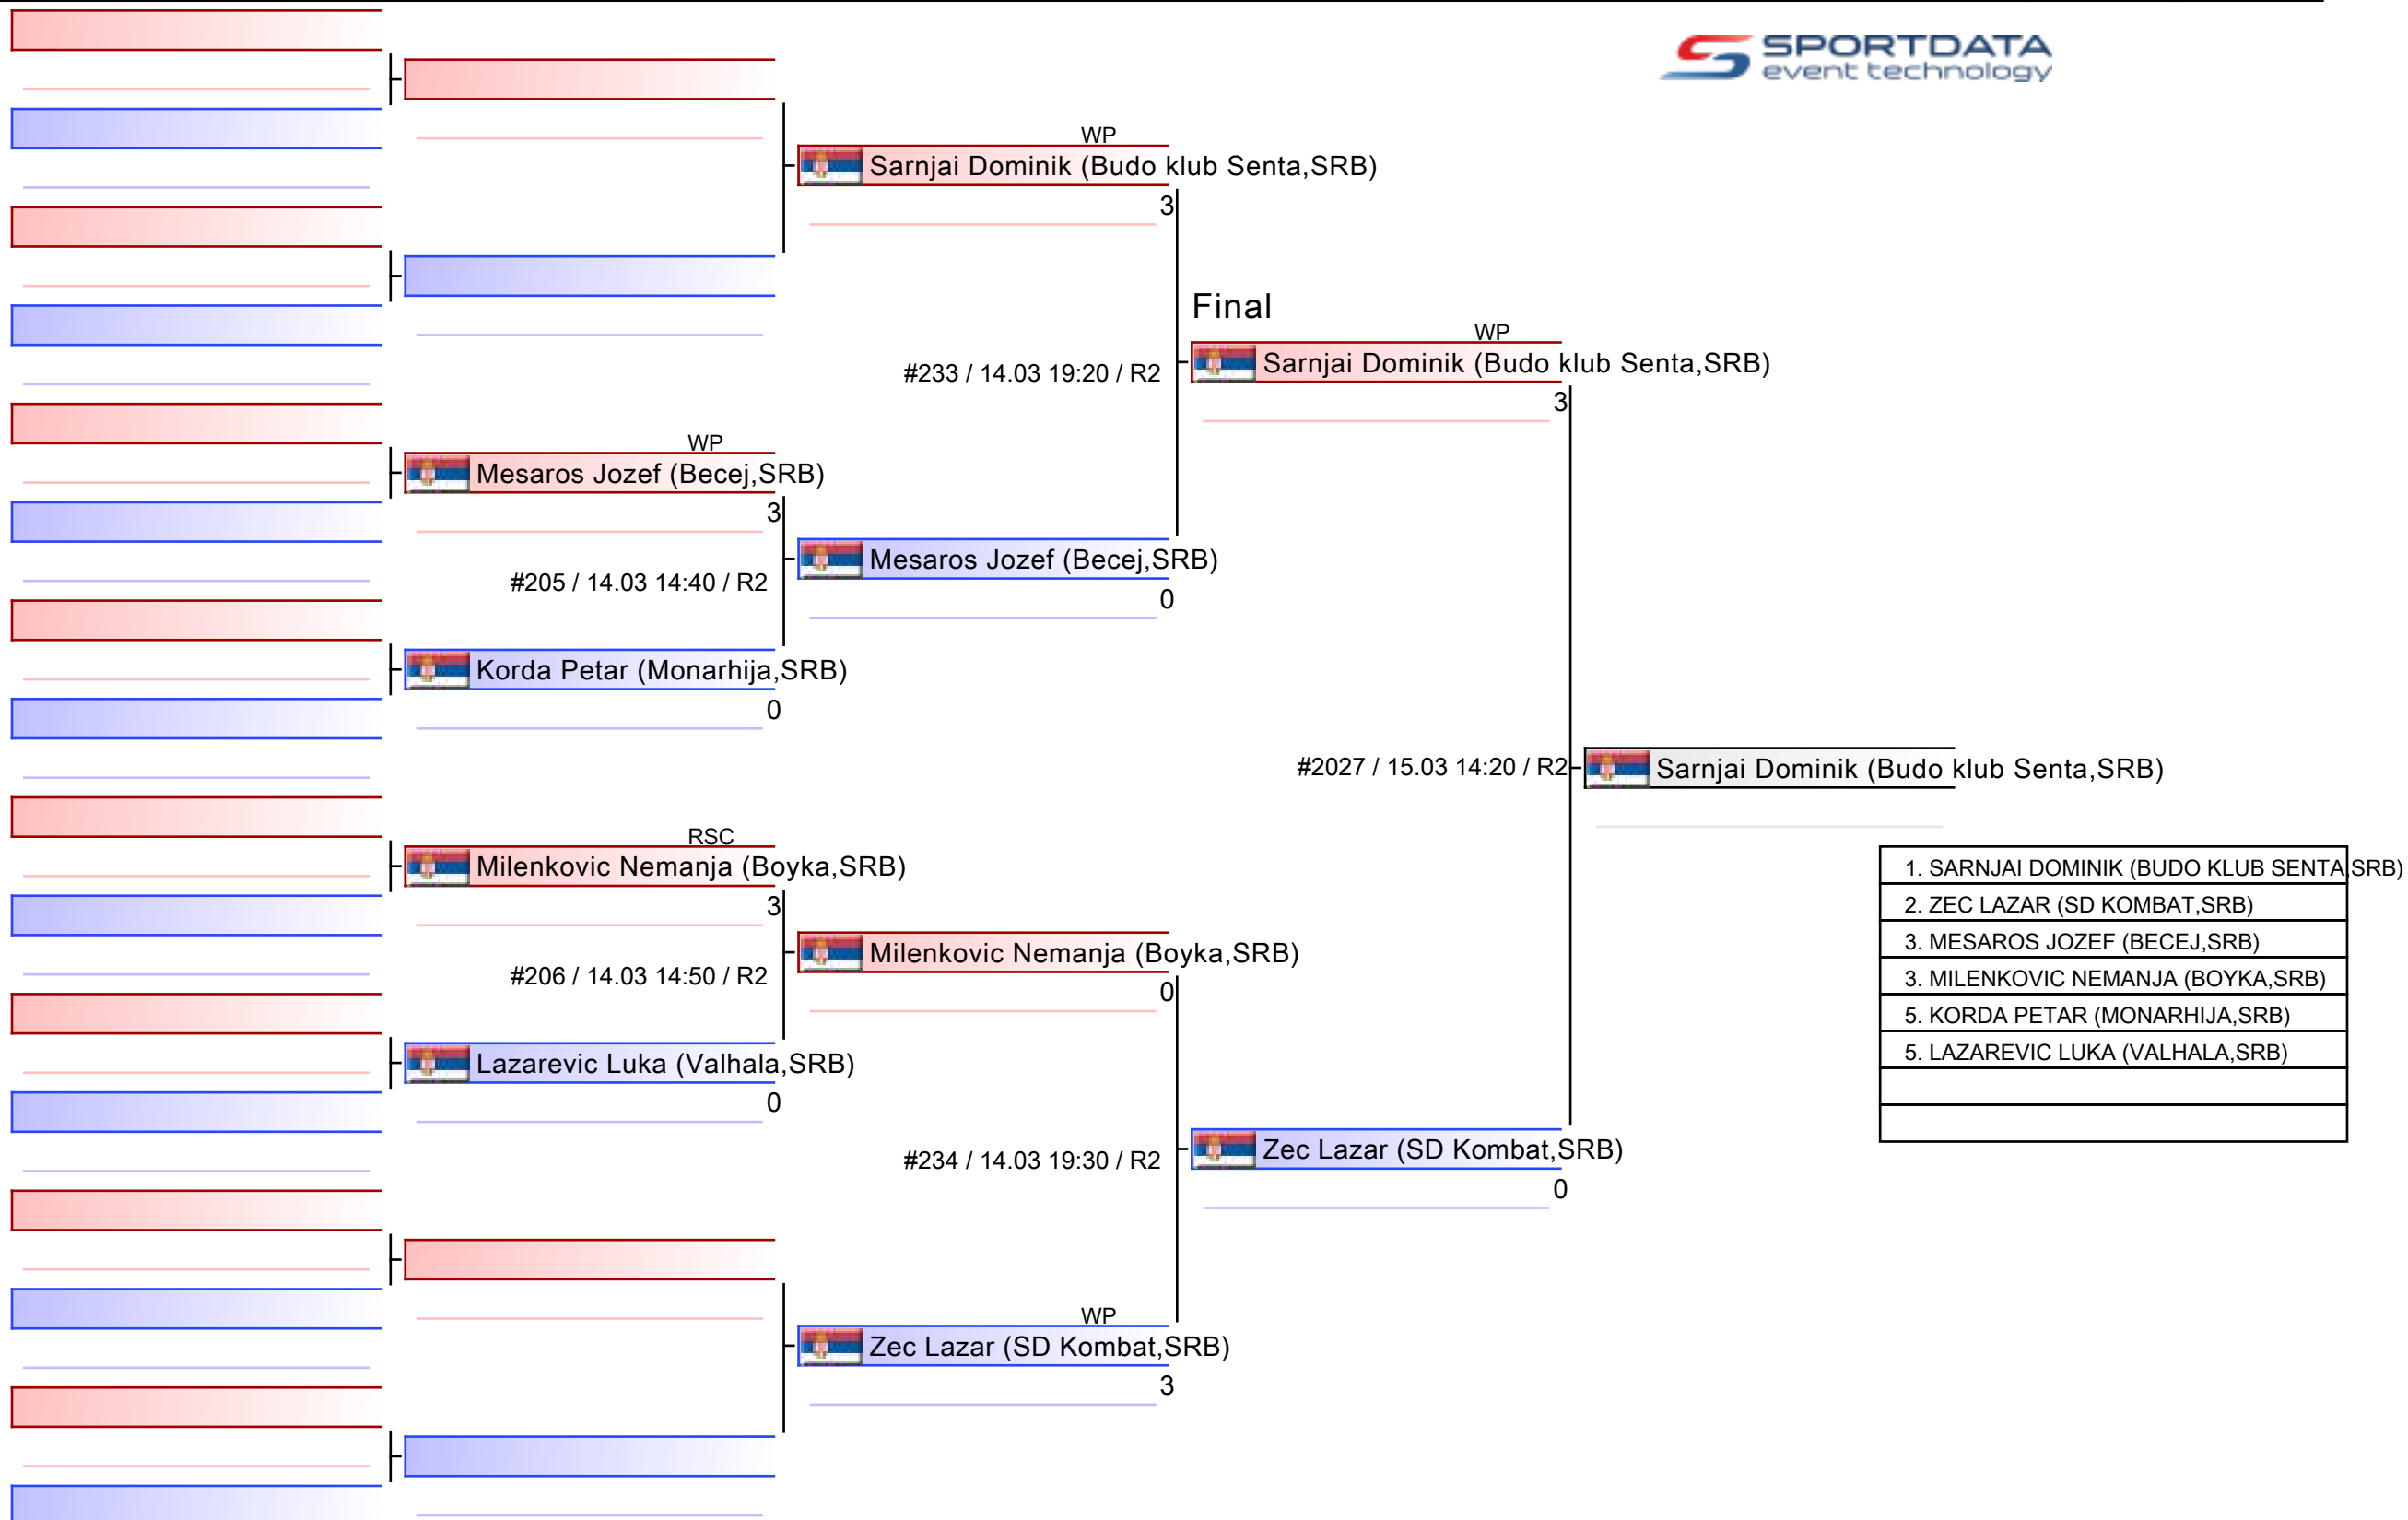 SPORTDATA
event technology
WP
Sarnjai Dominik (Budo klub Senta,SRB)
3
Final
WP
#233 / 14.03 19:20 / R2
Sarnjai Dominik (Budo klub Senta,SRB)
3
WP
Mesaros Jozef (Becej,SRB)
3
Mesaros Jozef (Becej,SRB)
#205 / 14.03 14:40 / R2
0
Korda Petar (Monarhija,SRB)
0
#2027 / 15.03 14:20 / R2
Sarnjai Dominik (Budo klub Senta,SRB)
RSC
Milenkovic Nemanja (Boyka,SRB)
3
Milenkovic Nemanja (Boyka,SRB)
#206 / 14.03 14:50 / R2
0
Lazarevic Luka (Valhala,SRB)
0
1. SARNJAI DOMINIK (BUDO KLUB SENTA,SRB)
2. ZEC LAZAR (SD KOMBAT,SRB)
3. MESAROS JOZEF (BECEJ,SRB)
3. MILENKOVIC NEMANJA (BOYKA,SRB)
5. KORDA PETAR (MONARHIJA,SRB)
5. LAZAREVIC LUKA (VALHALA,SRB)
#234 / 14.03 19:30 / R2
Zec Lazar (SD Kombat,SRB)
0
WP
Zec Lazar (SD Kombat,SRB)
3